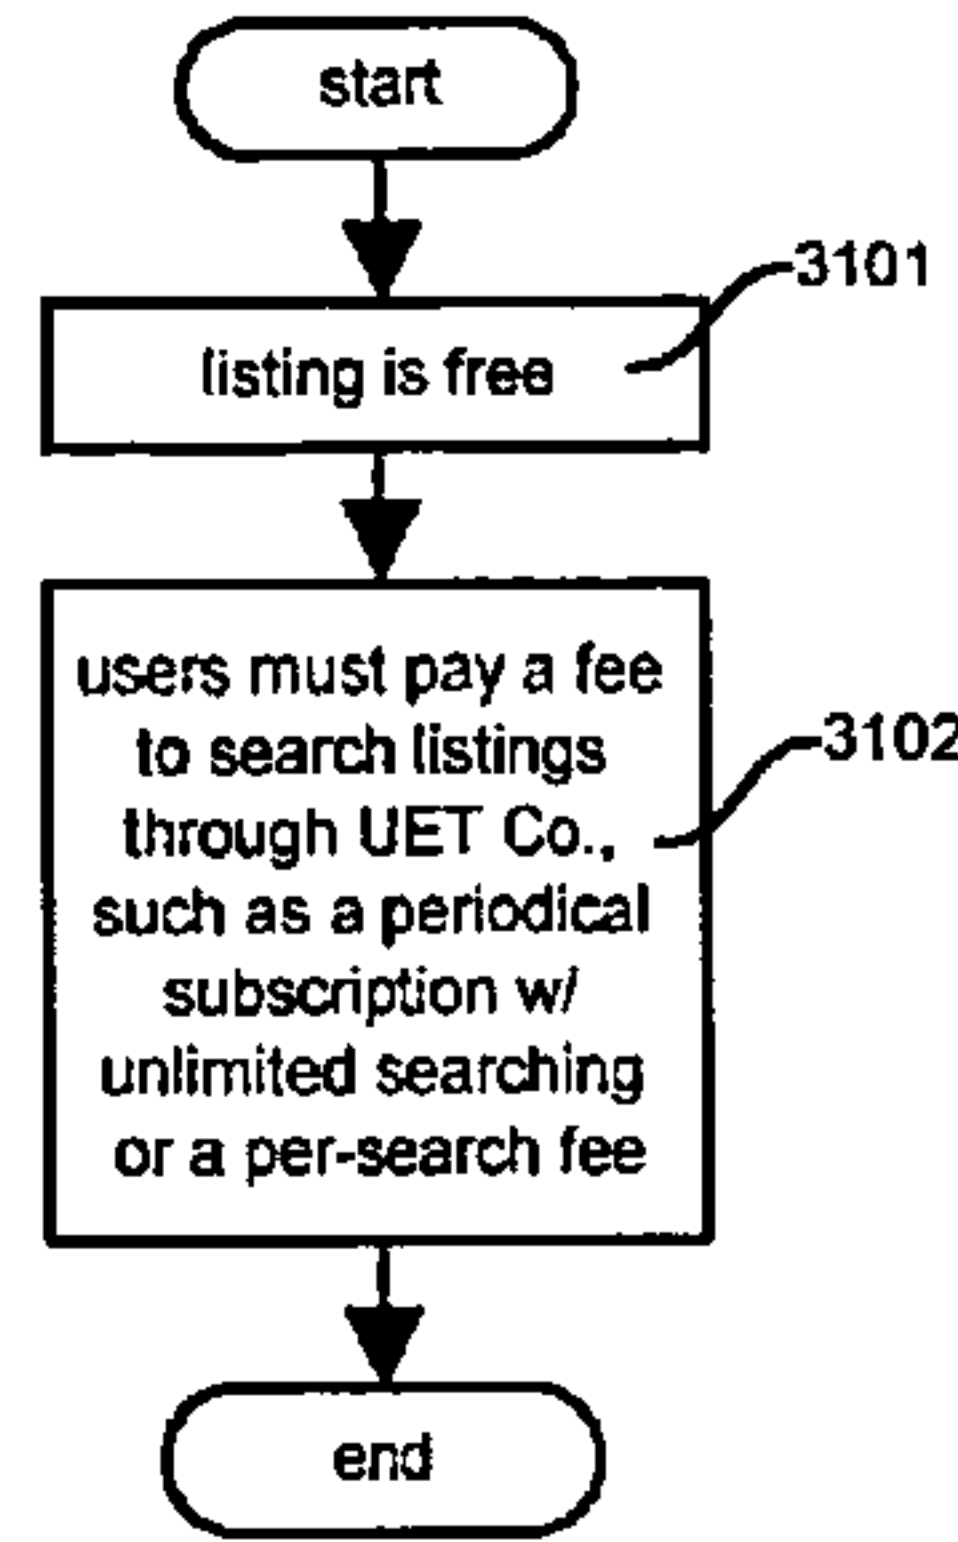 start
3101
listing is free
users must pay a fee
to search listings
3102
through UET Co.,
such as a periodical
subscription w/
unlimited searching
or a per-search fee
end